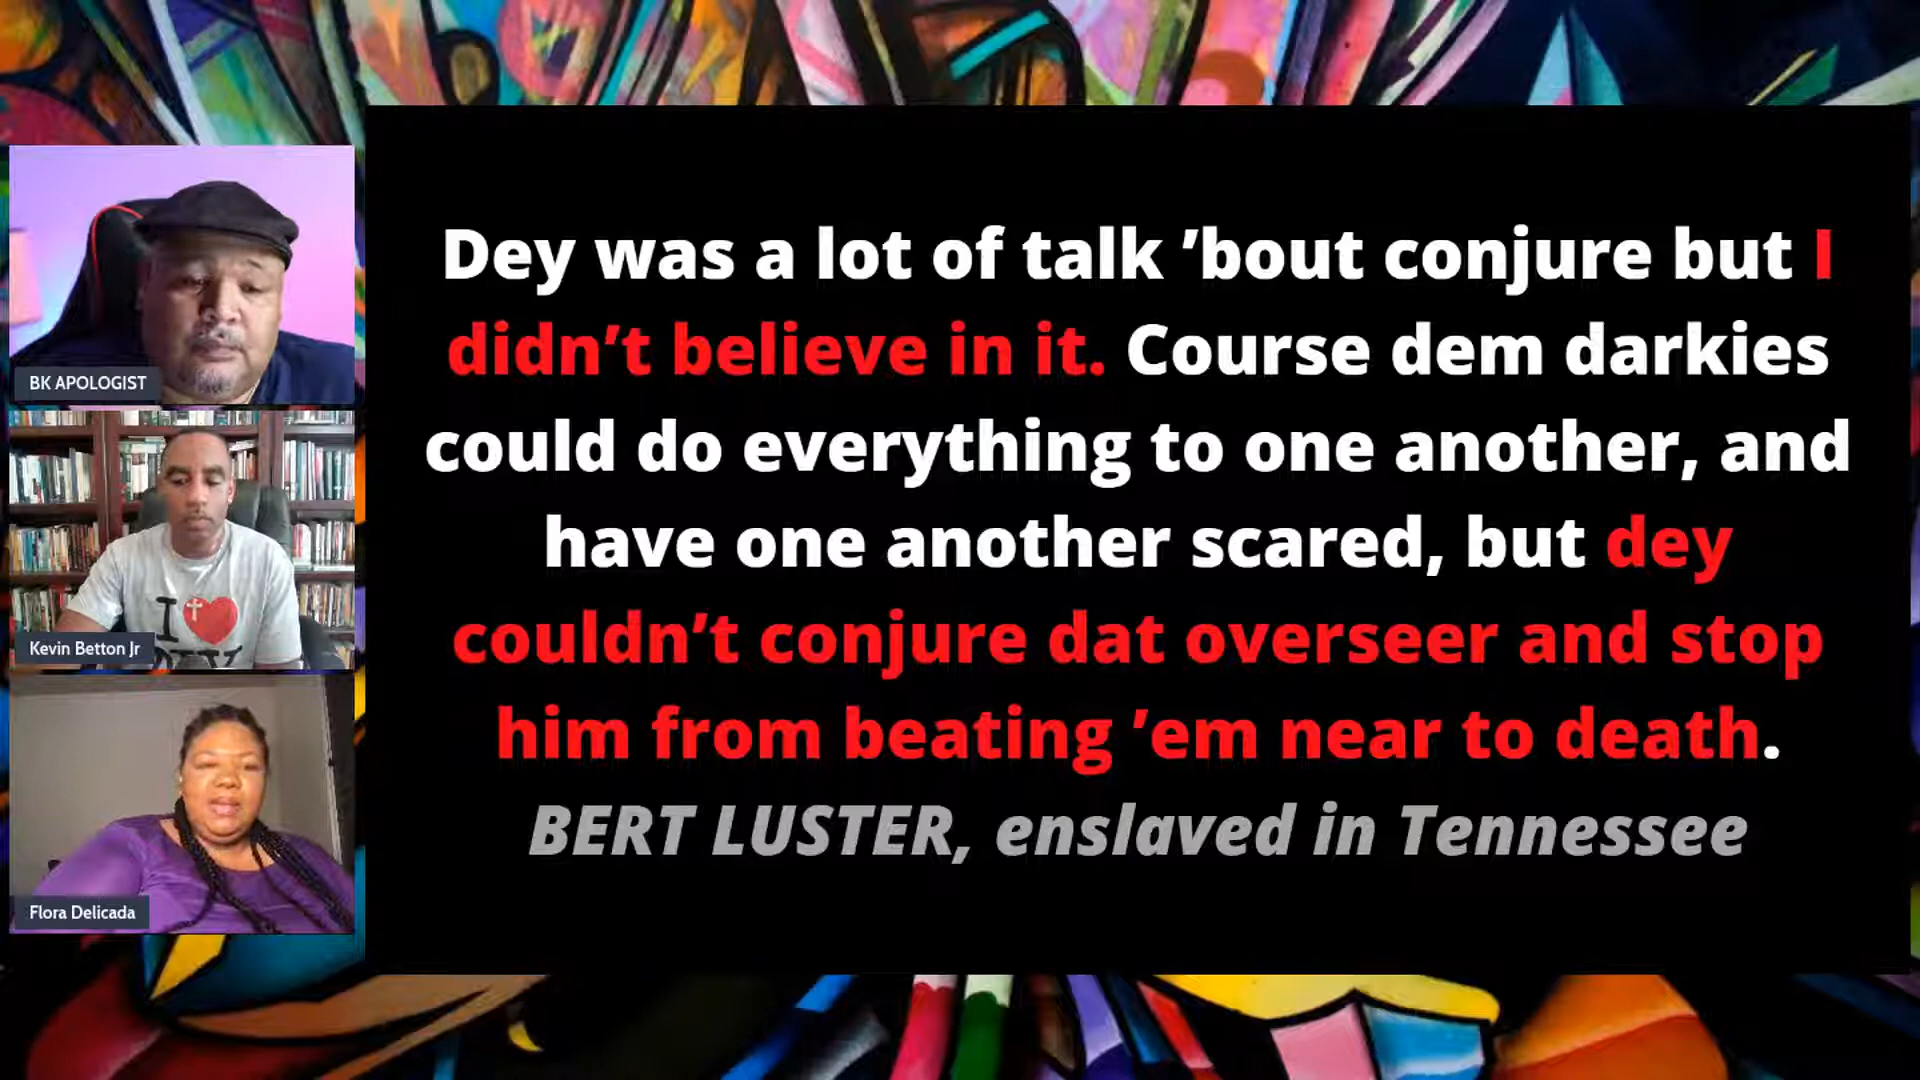 Dey was a lot of talk ’bout conjure but I
didn’t believe in it. Course dem darkies
could do everything to one another, and
have one another scared, but dey
couldn’t conjure dat overseer and stop
him from beating ’em near to death.
BERT LUSTER, enslaved in Tennessee
BK APOLOGIST
I
Kevin Betton Jr
Flora Delicada